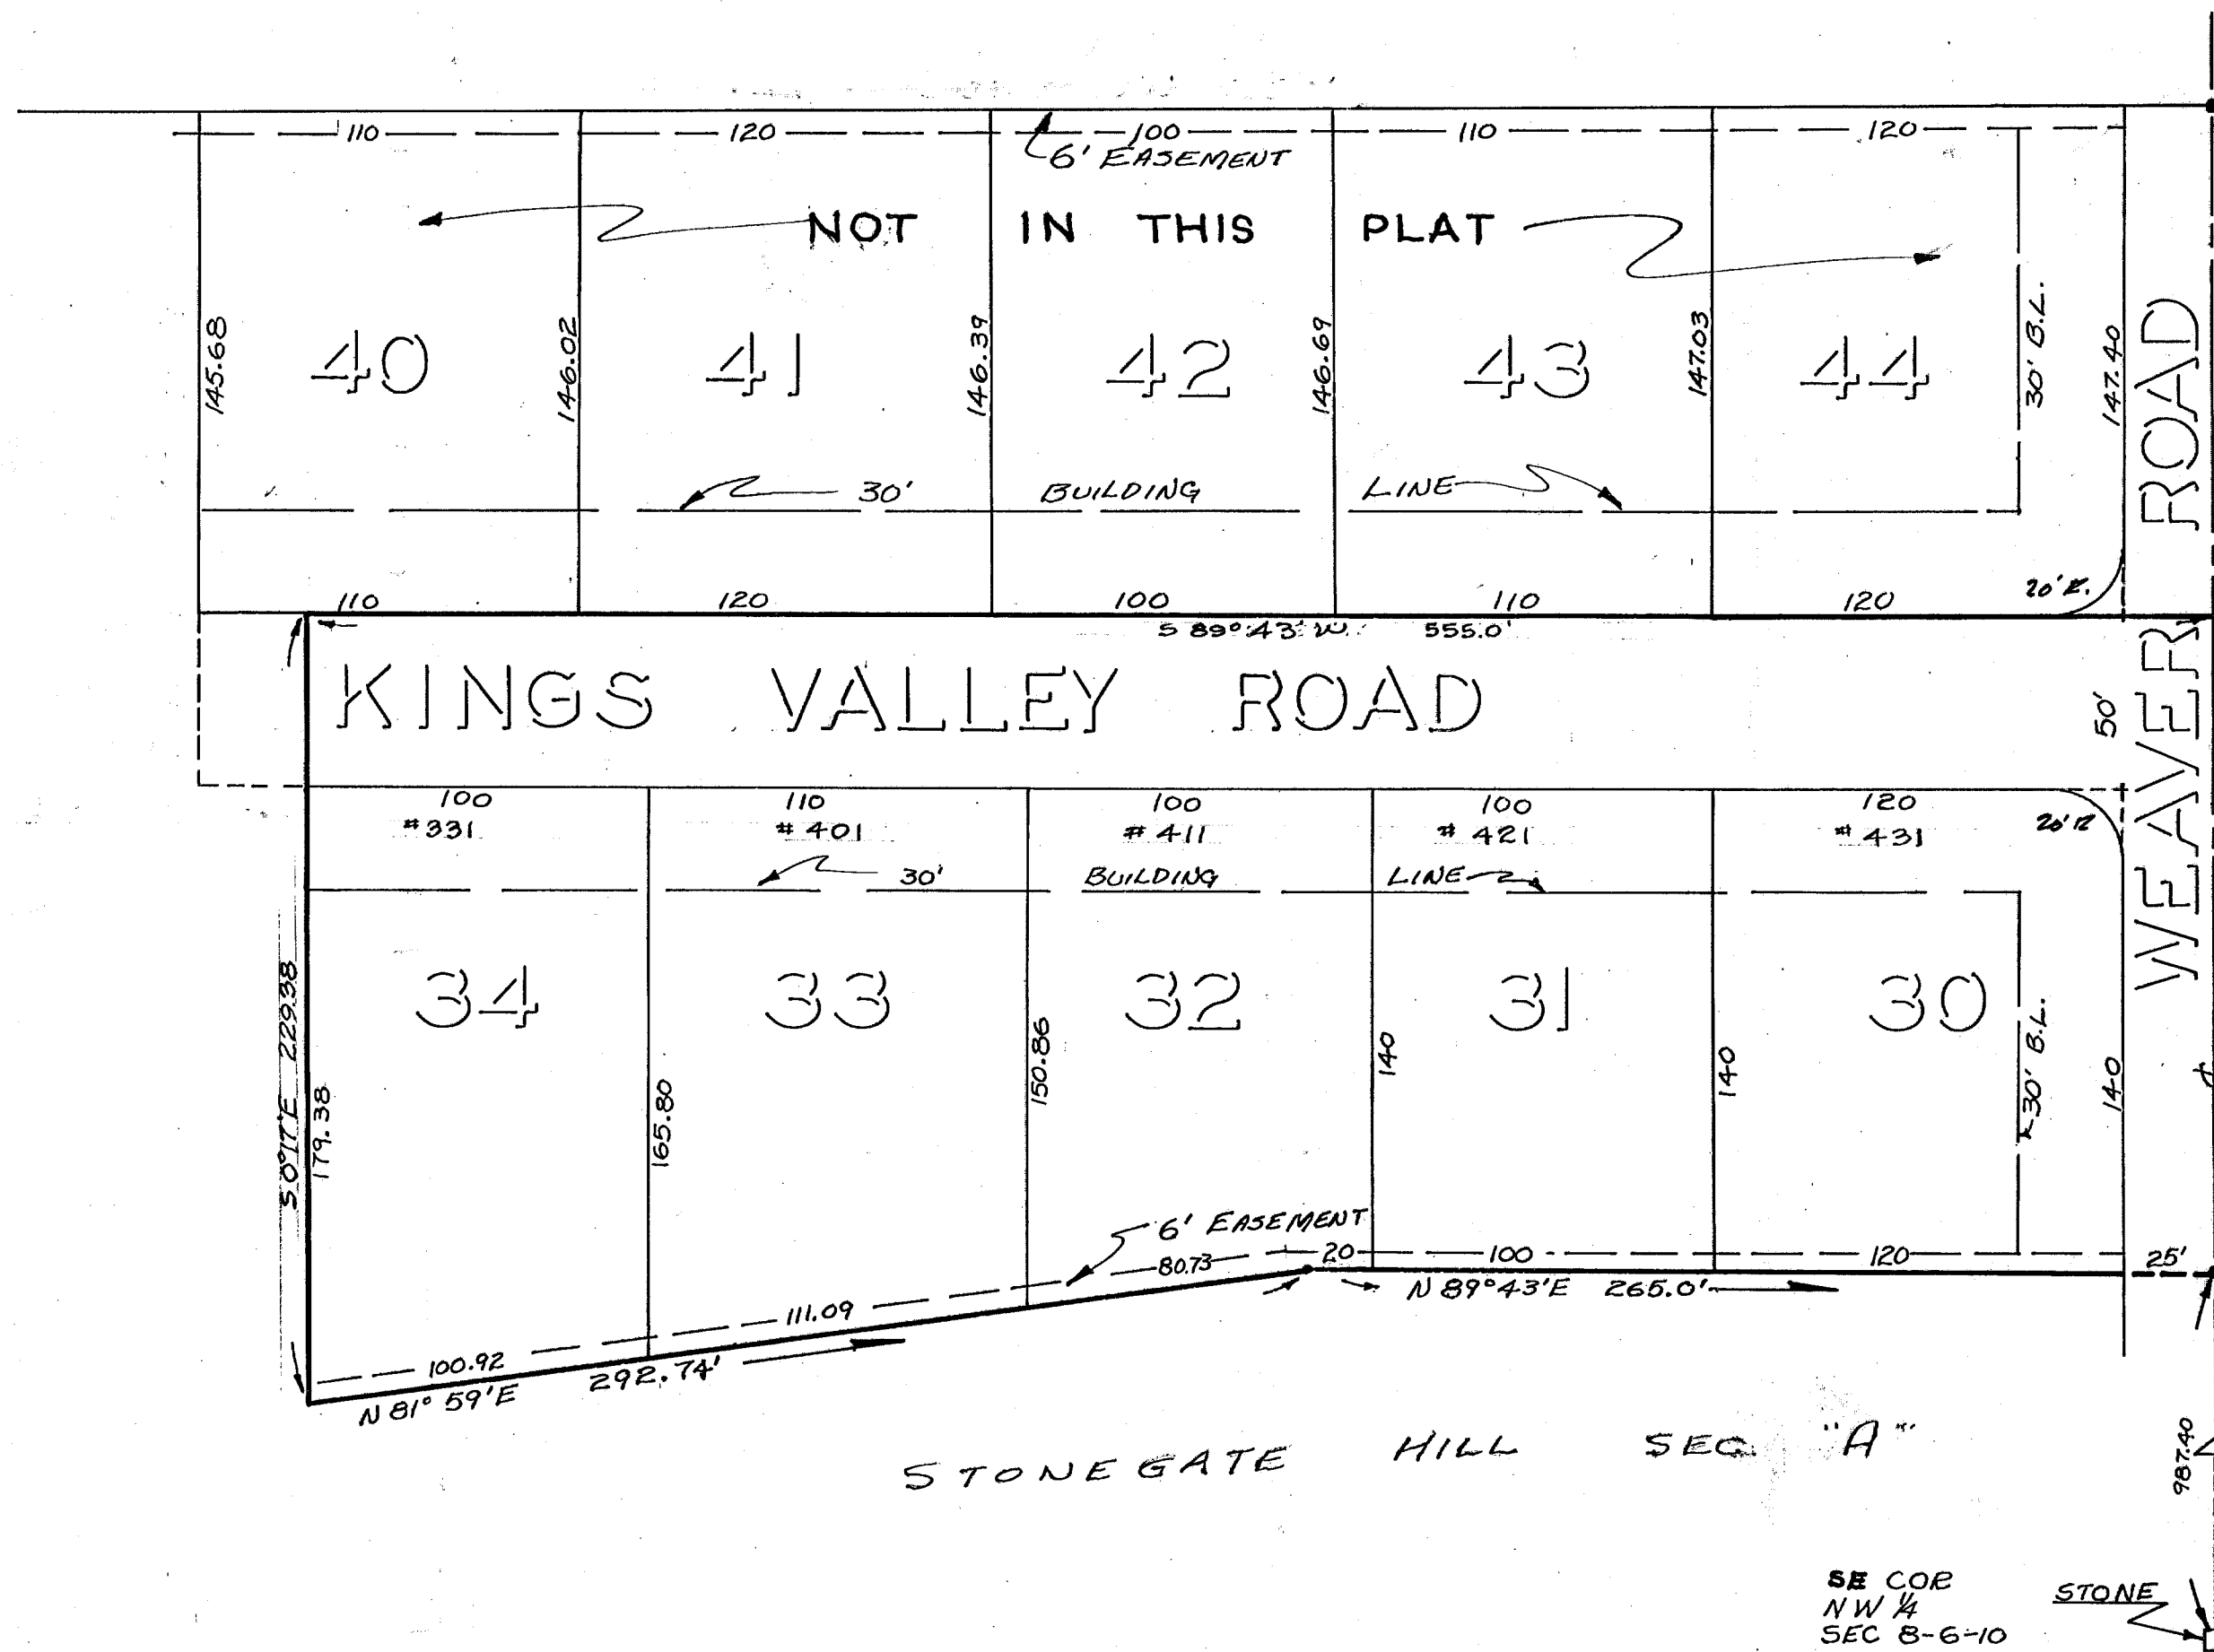 110 120 100 110 120
6' EASEMENT
NOT IN THIS PLAT
145.68 40 146.02 41 146.39 42 146.69 43 147.03 44 30' B.L. 147.40
30' BUILDING LINE
110 120 100 110 120 20' R.
S 89° 43' W. 555.0'
KINGS VALLEY ROAD
50'
WEAVER ROAD
100 110 100 100 120
#331 #401 #411 #421 #431 20' R
30' BUILDING LINE
34 33 32 31 30
S 0°17'E 229.38
179.38 165.80 150.86 140 140 30' B.L. 140
6' EASEMENT
100.92 111.09 80.73 20 100 120 25'
N 89° 43' E 265.0'
N 81° 59' E 292.74'
STONEGATE HILL SEC. "A"
987.40
SE COR
NW 1/4
SEC 8-6-10
STONE